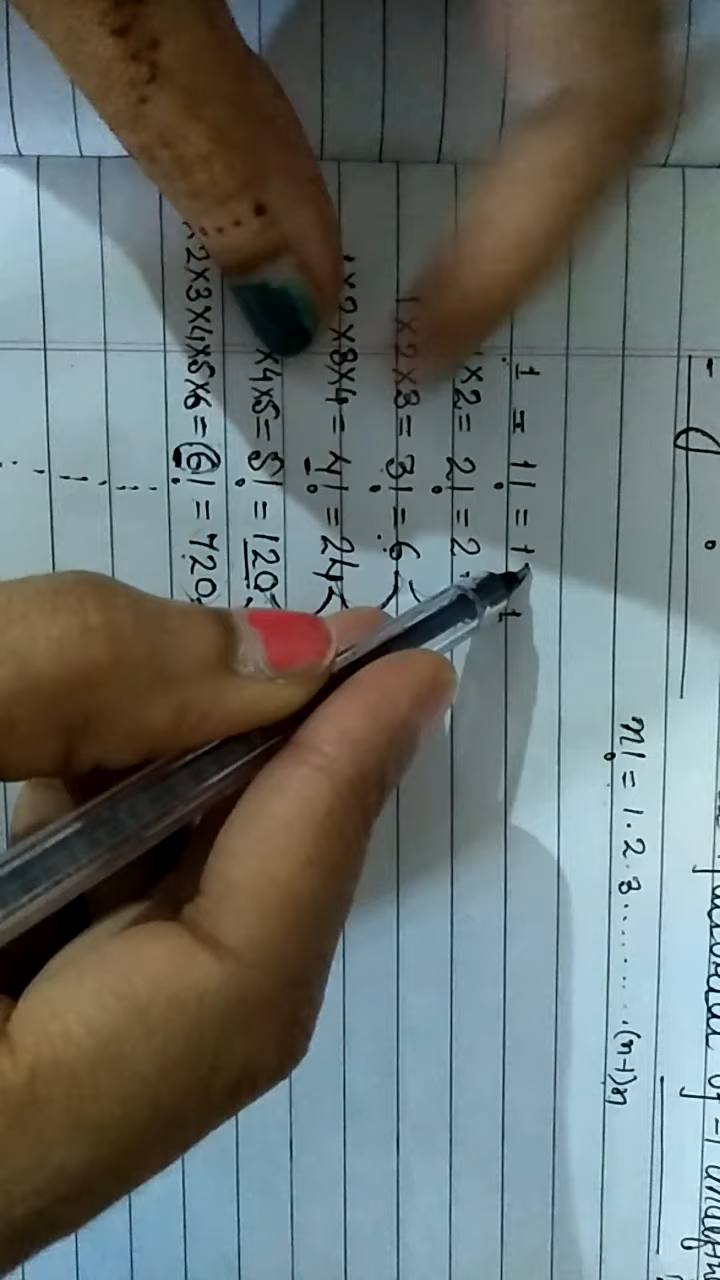 n! = 1.2.3.........(n-1)n
1 = 1! = 1
×2 = 2! = 2
1×2×3 = 3! = 6
×2×3×4 = 4! = 24
×4×5 = 5! = 120
×2×3×4×5×6 = 6! = 720